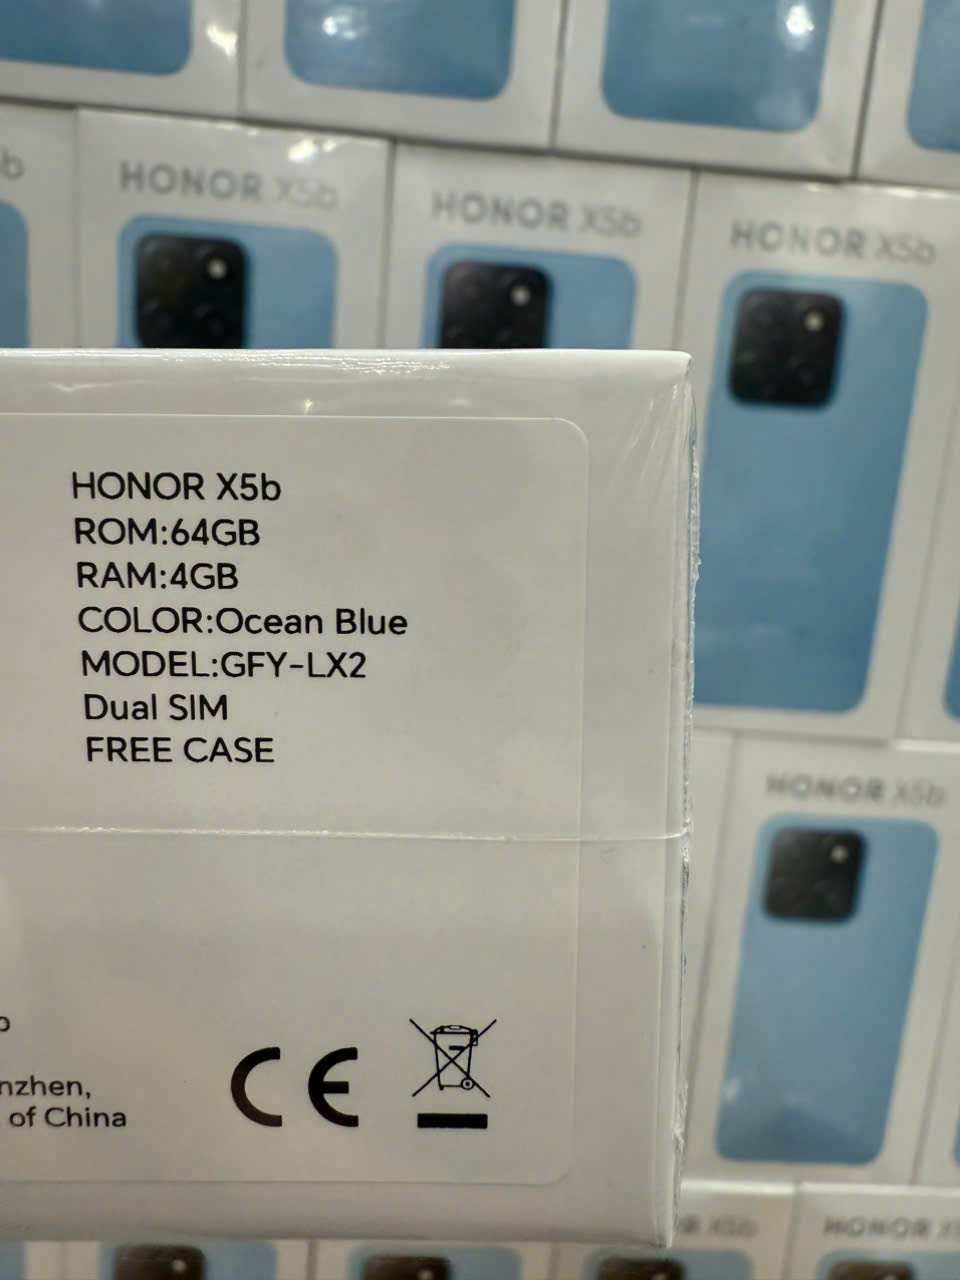 HONOR X5b
HONOR X5b
HONOR X5b
HONOR X5b
ROM:64GB
RAM:4GB
COLOR:Ocean Blue
MODEL:GFY-LX2
Dual SIM
FREE CASE
HONOR X5b
nzhen,
of China
CE
X5b
HONOR